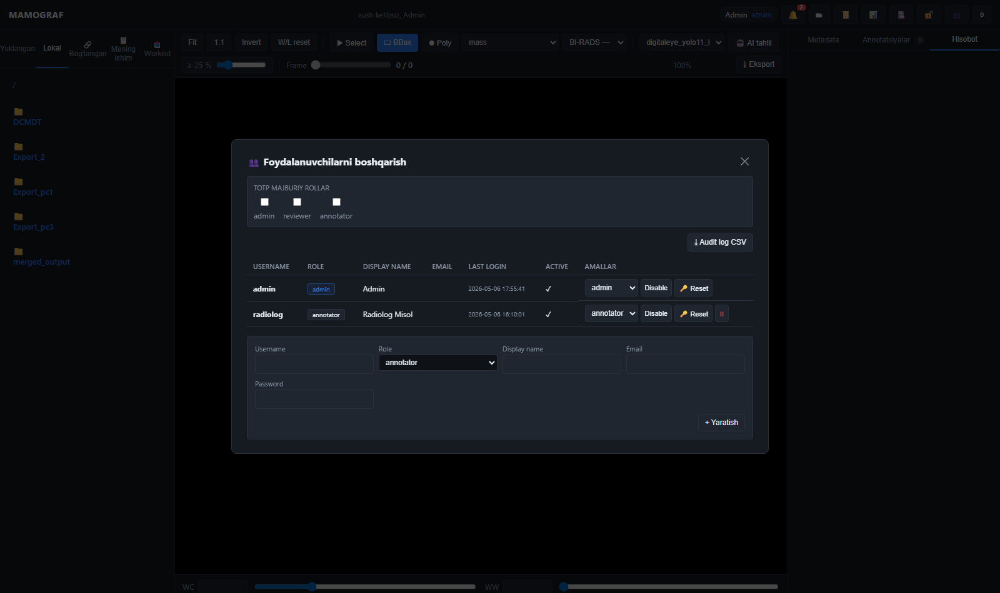 MAMOGRAF
xush kelibsiz, Admin
Admin ADMIN
2
Yuklangan
Lokal
Bog'langan
Mening ishim
Worklist
Fit
1:1
Invert
W/L reset
Select
BBox
Poly
mass
BI-RADS —
digitaleye_yolo11_l
AI tahlil
≥ 25 %
Frame
0 / 0
100%
Eksport
Metadata
Annotatsiyalar 0
Hisobot
/
DCMDT
Export_2
Export_pc1
Export_pc3
merged_output
Foydalanuvchilarni boshqarish
TOTP MAJBURIY ROLLAR
admin reviewer annotator
Audit log CSV
USERNAME ROLE DISPLAY NAME EMAIL LAST LOGIN ACTIVE AMALLAR
admin admin Admin 2026-05-06 17:55:41 ✓ admin Disable Reset
radiolog annotator Radiolog Misol 2026-05-06 16:10:01 ✓ annotator Disable Reset
Username Role Display name Email
annotator
Password
+ Yaratish
WC WW